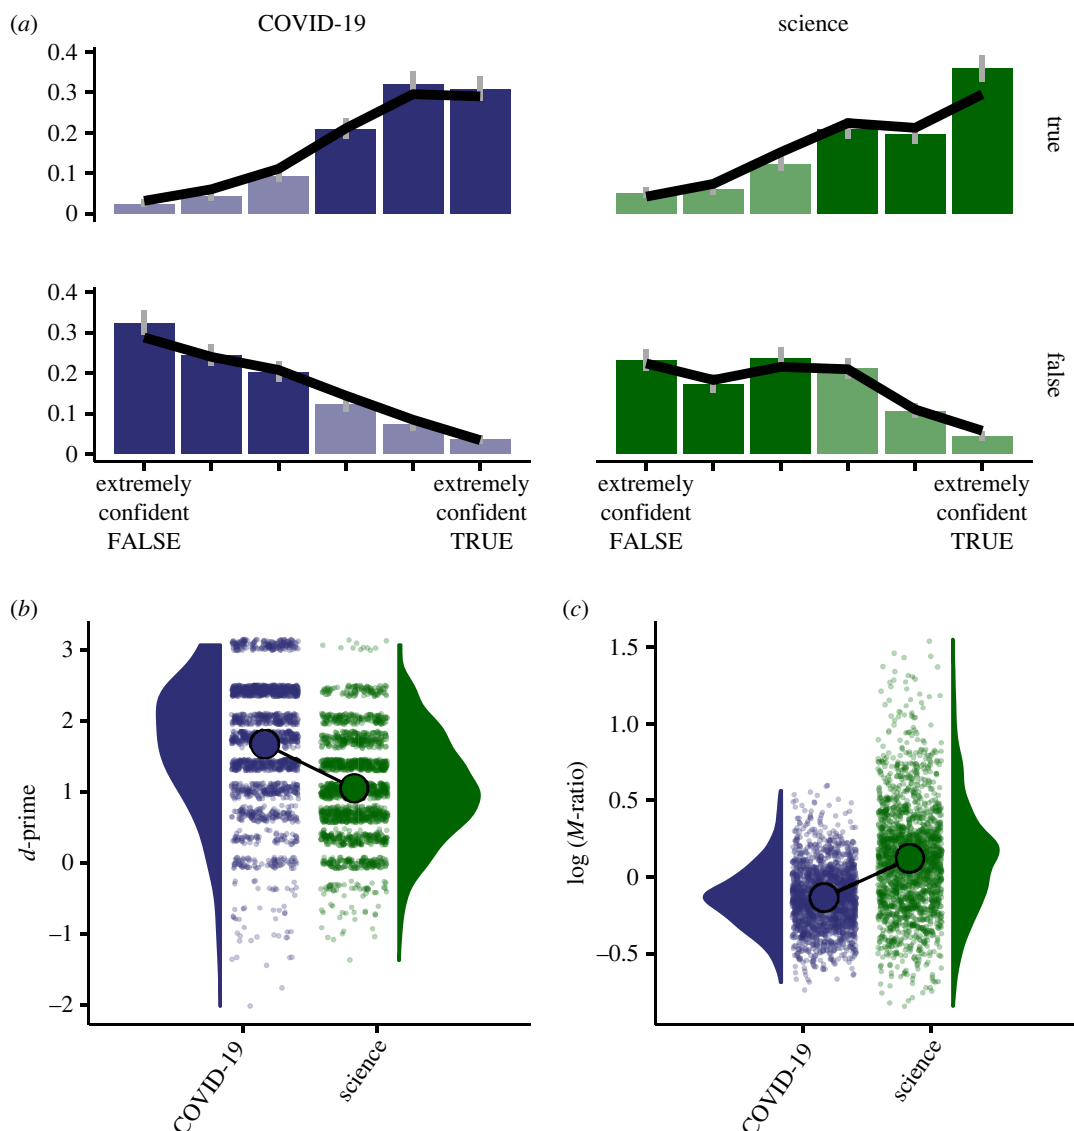 (a)
COVID-19
science
0.4
0.3
0.2
0.1
0
true
0.4
0.3
0.2
0.1
0
false
extremely
confident
FALSE
extremely
confident
TRUE
extremely
confident
FALSE
extremely
confident
TRUE
(b)
3
2
1
0
–1
–2
d-prime
COVID-19
science
(c)
1.5
1.0
0.5
0
–0.5
log (M-ratio)
COVID-19
science